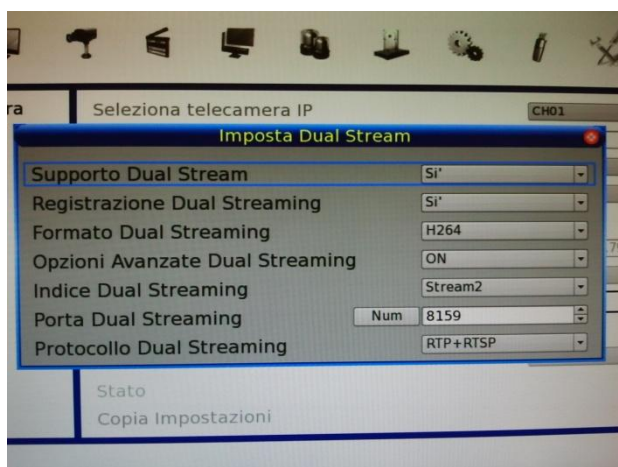 ra
Seleziona telecamera IP CH01
Imposta Dual Stream
Supporto Dual Stream Si'
Registrazione Dual Streaming Si'
Formato Dual Streaming H264
Opzioni Avanzate Dual Streaming ON
Indice Dual Streaming Stream2
Porta Dual Streaming Num 8159
Protocollo Dual Streaming RTP+RTSP
Stato
Copia Impostazioni